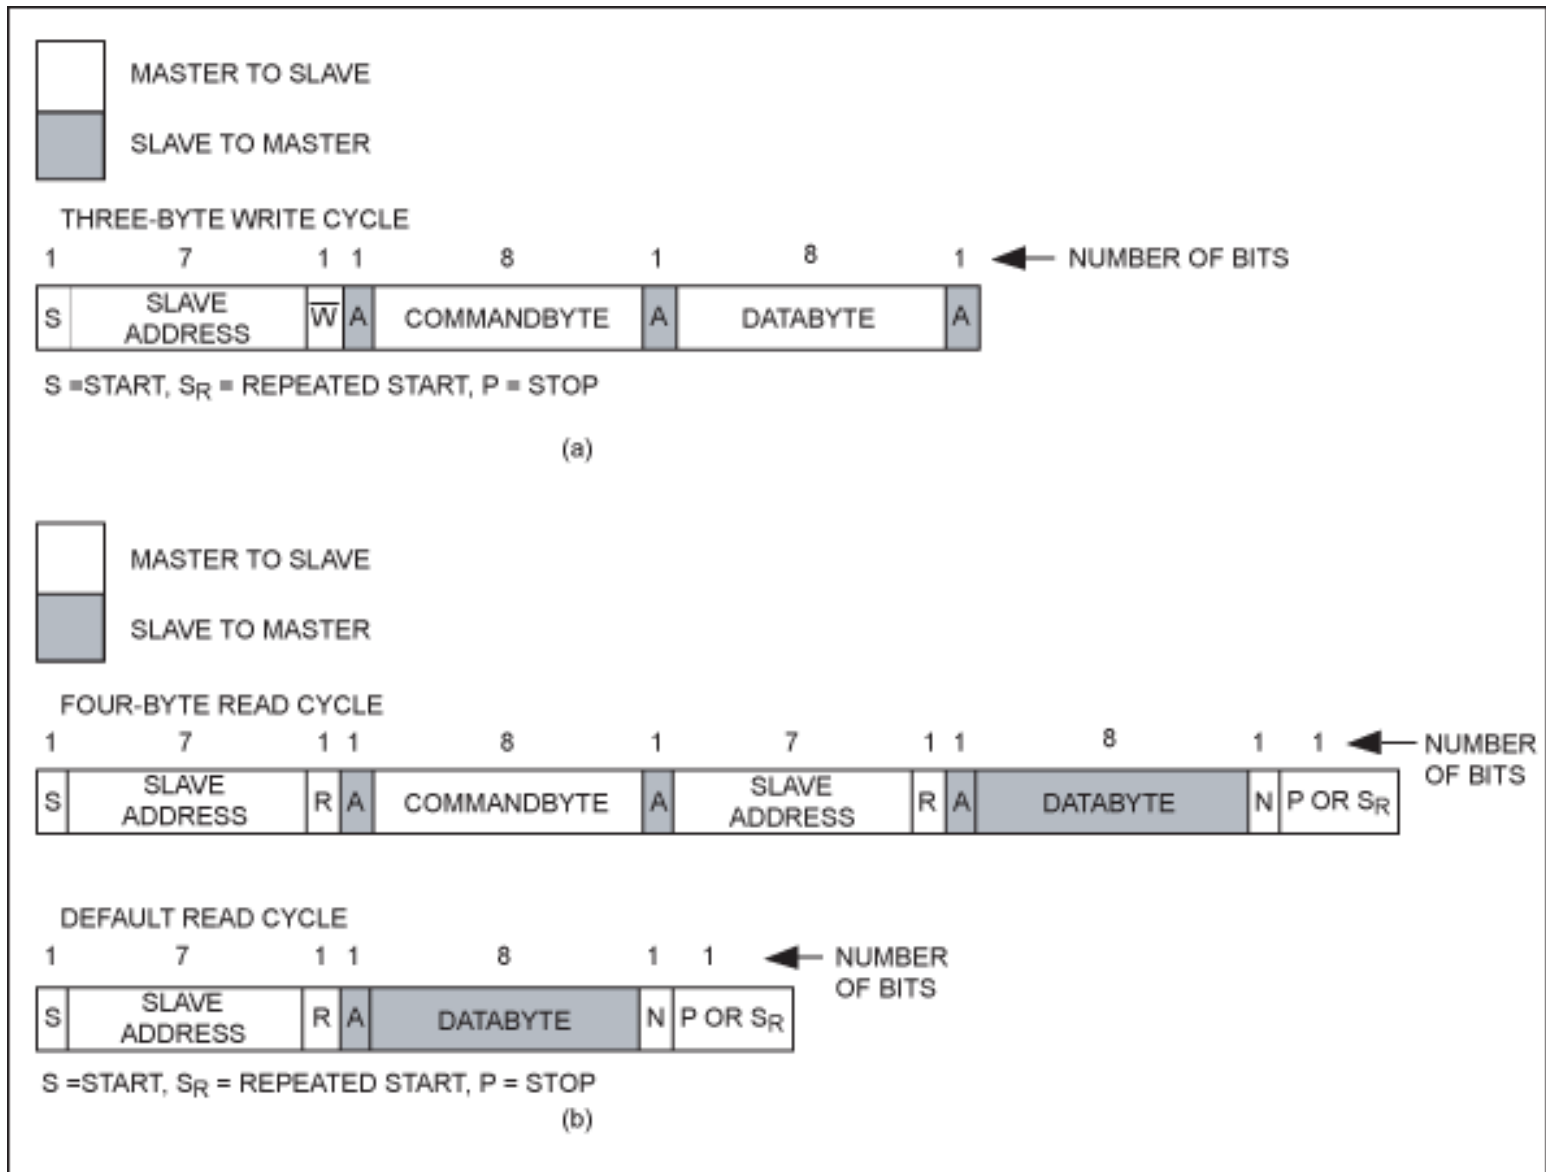 MASTER TO SLAVE
SLAVE TO MASTER
THREE-BYTE WRITE CYCLE
1 7 1 1 8 1 8 1 NUMBER OF BITS
S SLAVE ADDRESS W̅ A COMMANDBYTE A DATABYTE A
S =START, SR = REPEATED START, P = STOP
(a)
MASTER TO SLAVE
SLAVE TO MASTER
FOUR-BYTE READ CYCLE
1 7 1 1 8 1 7 1 1 8 1 1 NUMBER OF BITS
S SLAVE ADDRESS R A COMMANDBYTE A SLAVE ADDRESS R A DATABYTE N P OR SR
DEFAULT READ CYCLE
1 7 1 1 8 1 1 NUMBER OF BITS
S SLAVE ADDRESS R A DATABYTE N P OR SR
S =START, SR = REPEATED START, P = STOP
(b)